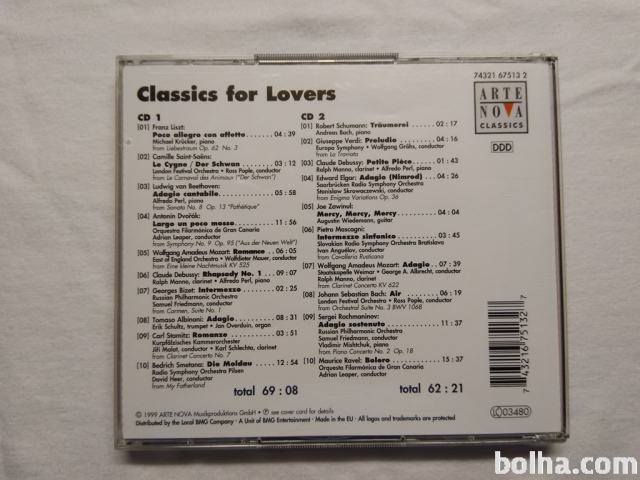 74321 67513 2
ARTE
NOVA
CLASSICS
DDD
Classics for Lovers
CD 1
[01] Franz Liszt:
Poco allegro con affetto 04 : 39
Michael Krücker, piano
from Liebestraum Op. 62 No. 3
[02] Camille Saint-Saëns:
Le Cygne / Der Schwan 03 : 12
London Festival Orchestra • Ross Pople, conductor
from Le Carnaval des Animaux ("Der Schwan")
[03] Ludwig van Beethoven:
Adagio cantabile 05 : 58
Alfredo Perl, piano
from Sonata No. 8 Op. 13 "Pathétique"
[04] Antonin Dvořák:
Largo un poco mosso 11 : 56
Orquesta Filarmónica de Gran Canaria
Adrian Leaper, conductor
from Symphony No. 9 Op. 95 ("Aus der Neuen Welt")
[05] Wolfgang Amadeus Mozart: Romance 06 : 05
East of England Orchestra • Wolfdieter Mauer, conductor
from Eine kleine Nachtmusik KV 525
[06] Claude Debussy: Rhapsody No. 1 09 : 07
Ralph Manno, clarinet • Alfredo Perl, piano
[07] Georges Bizet: Intermezzo 02 : 25
Russian Philharmonic Orchestra
Samuel Friedmann, conductor
from Carmen, Suite No. 1
[08] Tomaso Albinoni: Adagio 08 : 31
Erik Schultz, trumpet • Jan Overduin, organ
[09] Carl Stamitz: Romanze 03 : 51
Kurpfälzisches Kammerorchester
Jiří Malat, conductor • Karl Schlechta, clarinet
from Clarinet Concerto No. 7
[10] Bedrich Smetana: Die Moldau 12 : 54
Radio Symphony Orchestra Pilsen
David Heer, conductor
from My Fatherland
total 69 : 08
CD 2
[01] Robert Schumann: Träumerei 02 : 17
Andreas Bach, piano
[02] Giuseppe Verdi: Preludio 04 : 16
Europa Symphony • Wolfgang Gröhs, conductor
from La Traviata
[03] Claude Debussy: Petite Pièce 01 : 43
Ralph Manno, clarinet • Alfredo Perl, piano
[04] Edward Elgar: Adagio (Nimrod) 04 : 26
Saarbrücken Radio Symphony Orchestra
Stanislaw Skrowaczewski, conductor
from Enigma Variations Op. 36
[05] Joe Zawinul:
Mercy, Mercy, Mercy 04 : 04
Augustin Wiedemann, guitar
[06] Pietro Mascagni:
Intermezzo sinfonico 03 : 45
Slovakian Radio Symphony Orchestra Bratislava
Ivan Anguélov, conductor
from Cavalleria Rusticana
[07] Wolfgang Amadeus Mozart: Adagio 07 : 39
Staatskapelle Weimar • George A. Albrecht, conductor
Ralph Manno, clarinet
from Clarinet Concerto KV 622
[08] Johann Sebastian Bach: Air 06 : 19
London Festival Orchestra • Ross Pople, conductor
from Orchestral Suite No. 3 BWV 1068
[09] Sergei Rachmaninov:
Adagio sostenuto 11 : 37
Russian Philharmonic Orchestra
Samuel Friedmann, conductor
Vladimir Mishtchuk, piano
from Piano Concerto No. 2 Op. 18
[10] Maurice Ravel: Bolero 15 : 37
Orquesta Filarmónica de Gran Canaria
Adrian Leaper, conductor
total 62 : 21
7 43216 75132 7
LC 03480
℗ © 1999 ARTE NOVA Musikproduktions GmbH • ℗ see cover card for details
Distributed by the Local BMG Company • A Unit of BMG Entertainment • Made in the EU • All logos and trademarks are protected
bolha.com